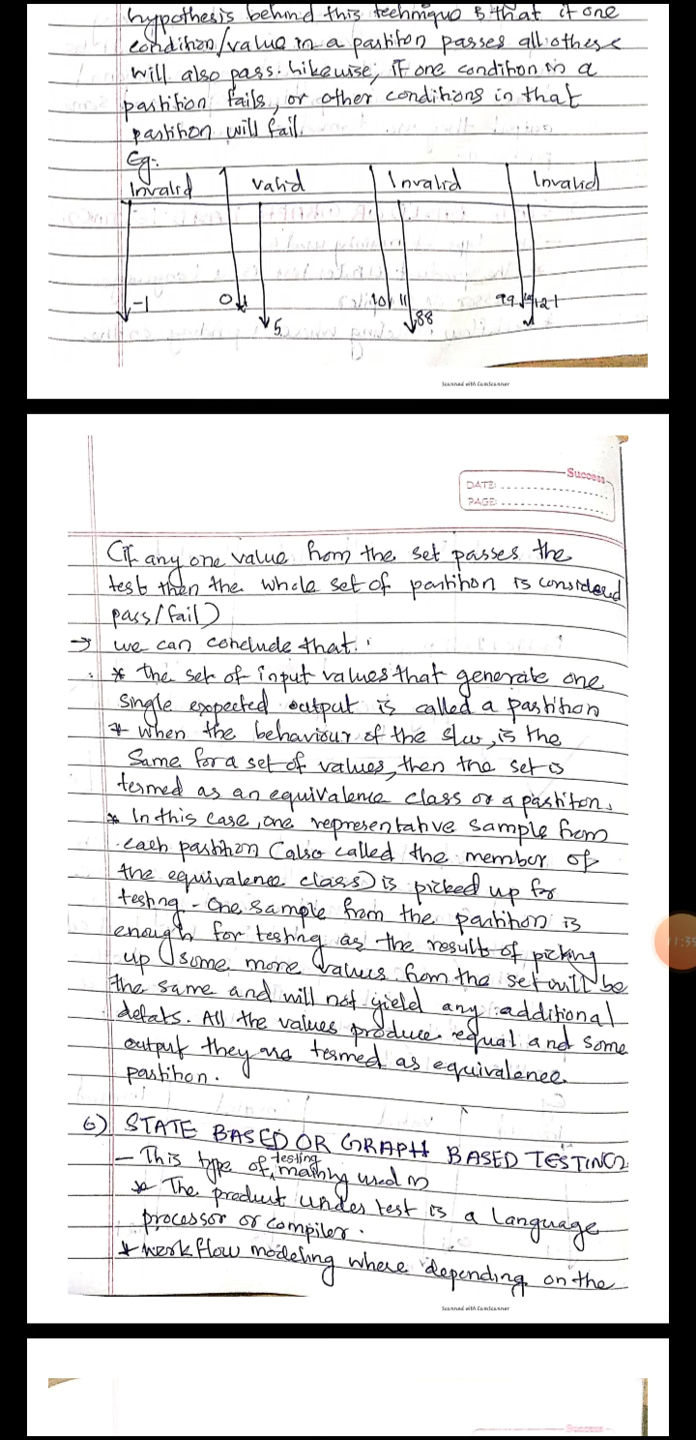 hypothesis behind this technique is that if one
condition/value in a partition passes all others
will also pass. Likewise, if one condition in a
partition fails, or other conditions in that
partition will fail.
Eg:
Invalid valid Invalid Invalid
-1 0 10 11 99
5 88
Scanned with CamScanner
Success
DATE:
PAGE:
(if any one value from the set passes the
test then the whole set of partition is considered
pass/fail)
→ we can conclude that.
* the set of input values that generate one
single expected output is called a partition
* when the behaviour of the s/w, is the
same for a set of values, then the set is
termed as an equivalence class or a partiton.
* In this case, one representative sample from
each partition (also called the member of
the equivalence class) is picked up for
testing - One sample from the partition is
enough for testing as the results of picking
up some more values from the set will be
the same and will not yield any additional
defats. All the values produce equal and some
output they are termed as equivalence
partition.
11:39
6) STATE BASED OR GRAPH BASED TESTING
- This type of testing mainly used in
* The product under test is a language
processor or compiler.
* work flow modeling where depending on the
Scanned with CamScanner
Success